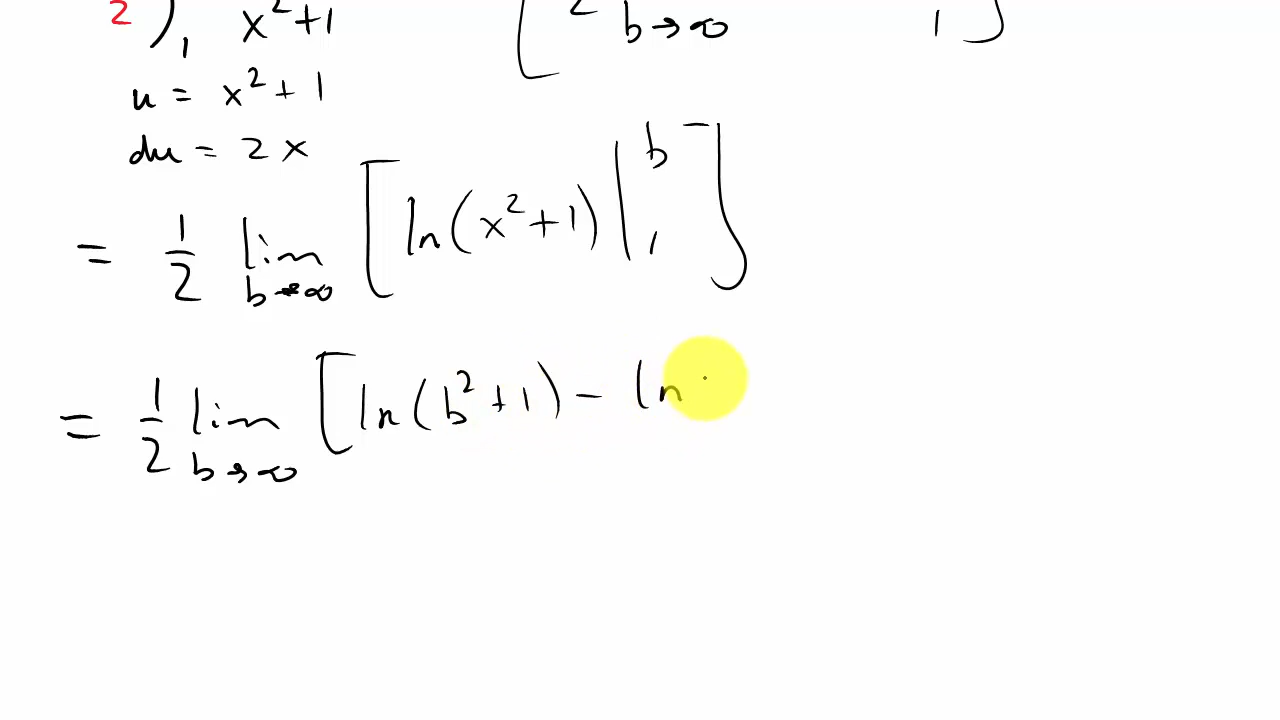 2 ∫₁ x²+1 [ 2 b→∞ 1 ]
u = x²+1
du = 2x
= 1/2 lim b→∞ [ ln(x²+1) | b 1 ]
= 1/2 lim b→∞ [ ln(b²+1) - ln